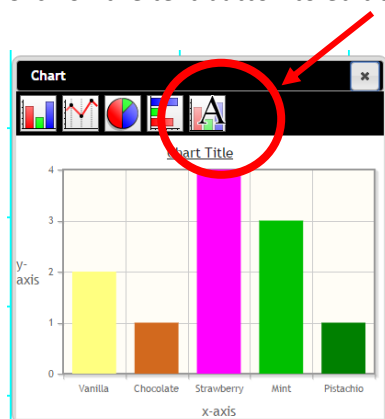 Chart
Chart Title
4
3
2
1
0
y-
axis
Vanilla Chocolate Strawberry Mint Pistachio
x-axis